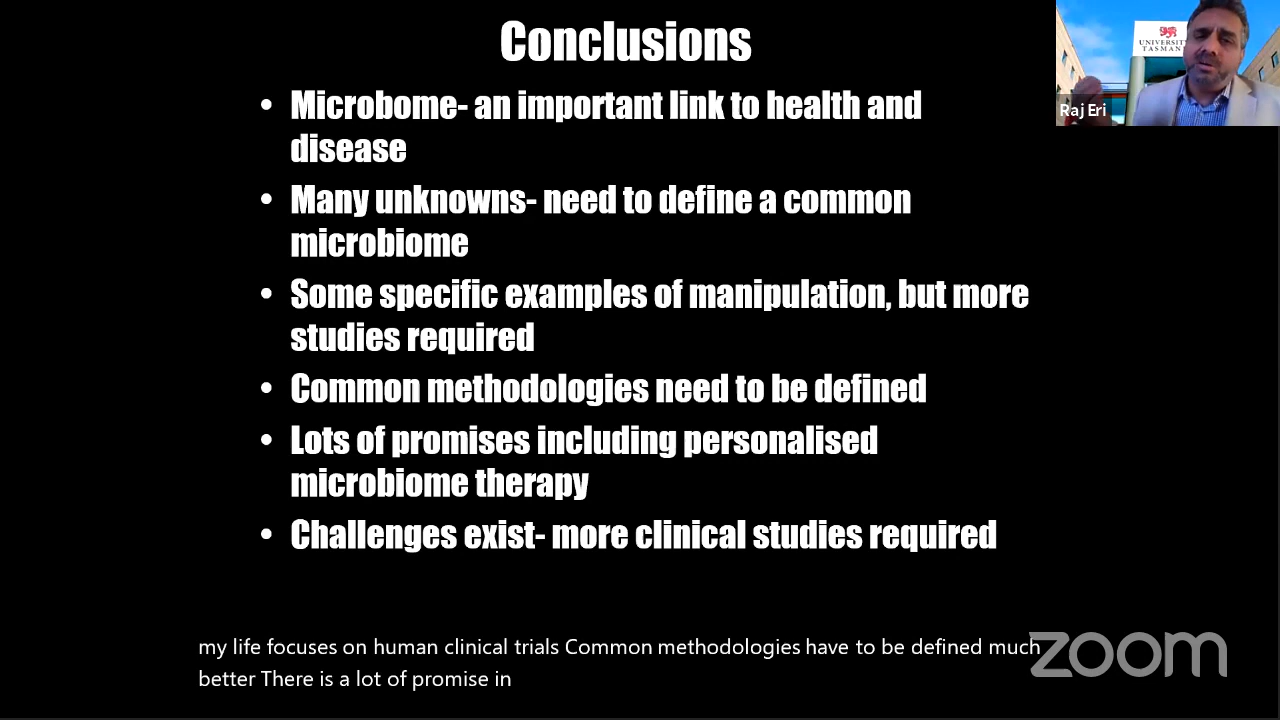 Conclusions
• Microbome- an important link to health and
disease
• Many unknowns- need to define a common
microbiome
• Some specific examples of manipulation, but more
studies required
• Common methodologies need to be defined
• Lots of promises including personalised
microbiome therapy
• Challenges exist- more clinical studies required
UNIVERSIT
TASMAN
Raj Eri
my life focuses on human clinical trials Common methodologies have to be defined much
better There is a lot of promise in
zoom